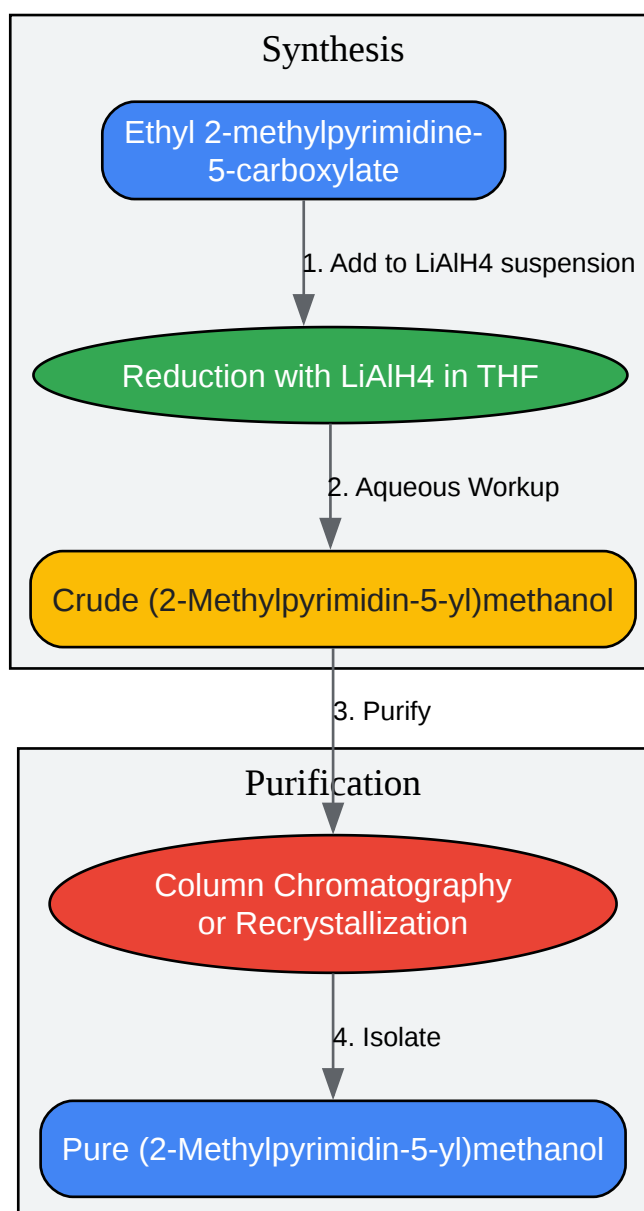 Synthesis
Ethyl 2-methylpyrimidine-
5-carboxylate
1. Add to LiAlH4 suspension
Reduction with LiAlH4 in THF
2. Aqueous Workup
Crude (2-Methylpyrimidin-5-yl)methanol
3. Purify
Purification
Column Chromatography
or Recrystallization
4. Isolate
Pure (2-Methylpyrimidin-5-yl)methanol